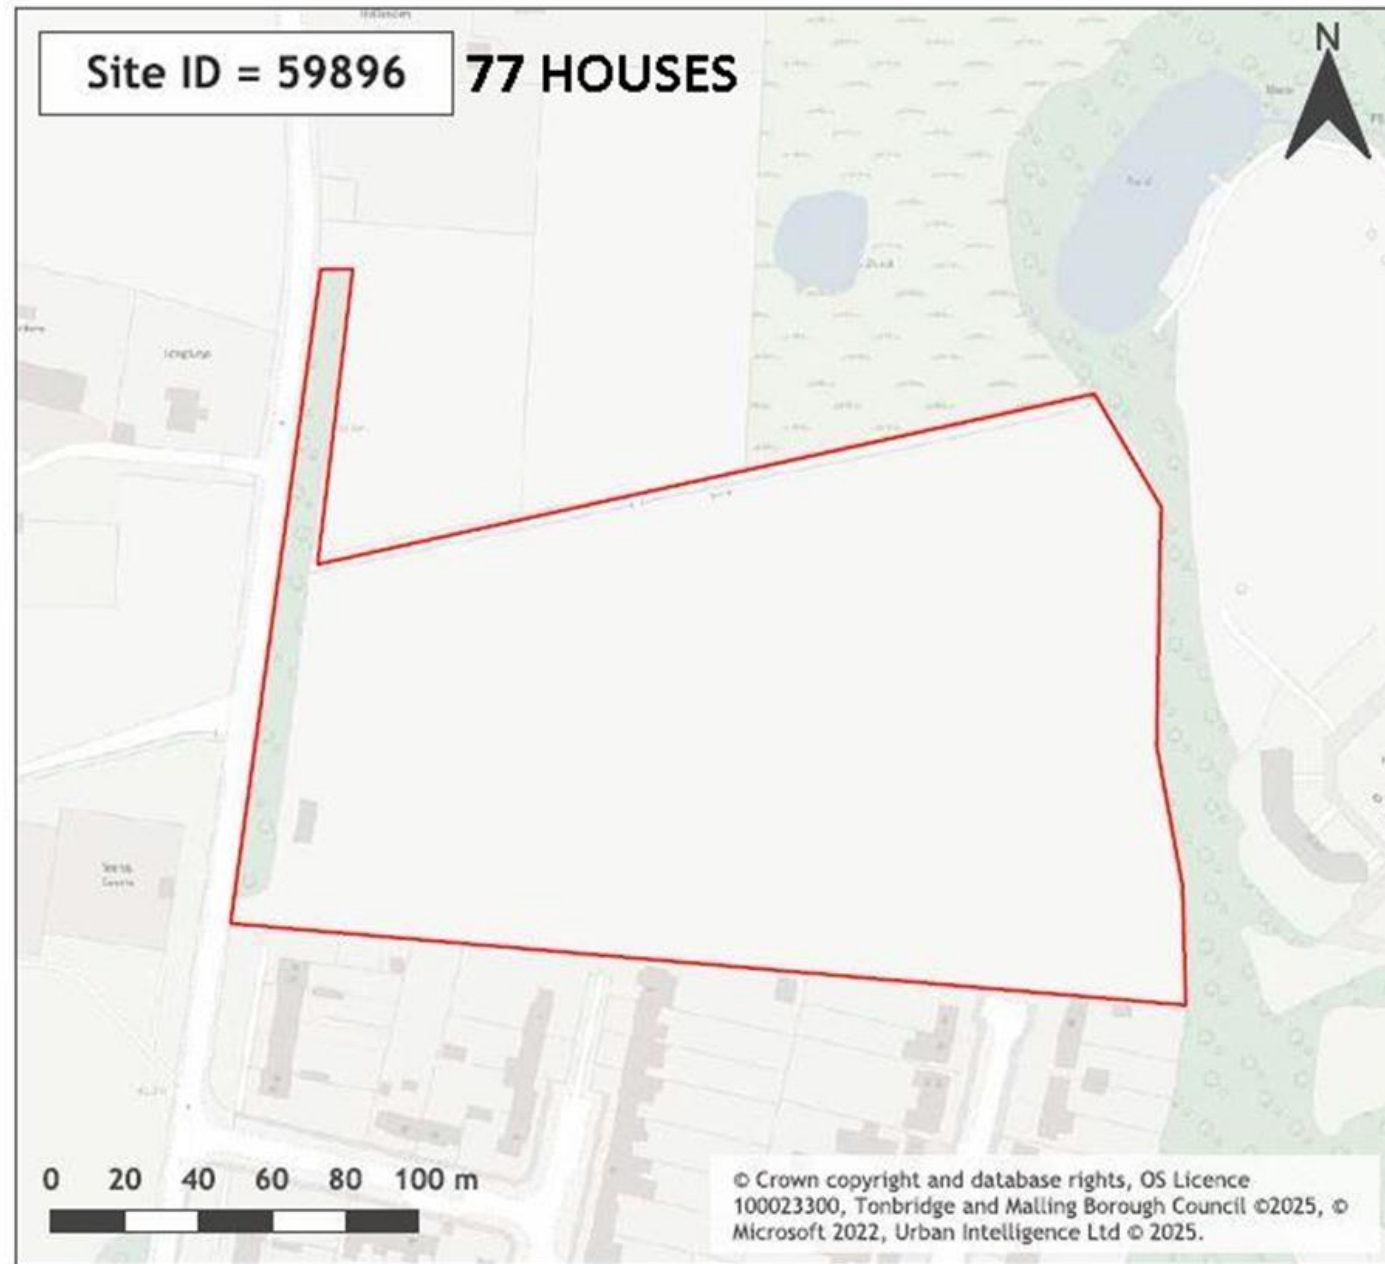 Site ID = 59896
77 HOUSES
N
0 20 40 60 80 100 m
© Crown copyright and database rights, OS Licence
100023300, Tonbridge and Malling Borough Council ©2025, ©
Microsoft 2022, Urban Intelligence Ltd © 2025.